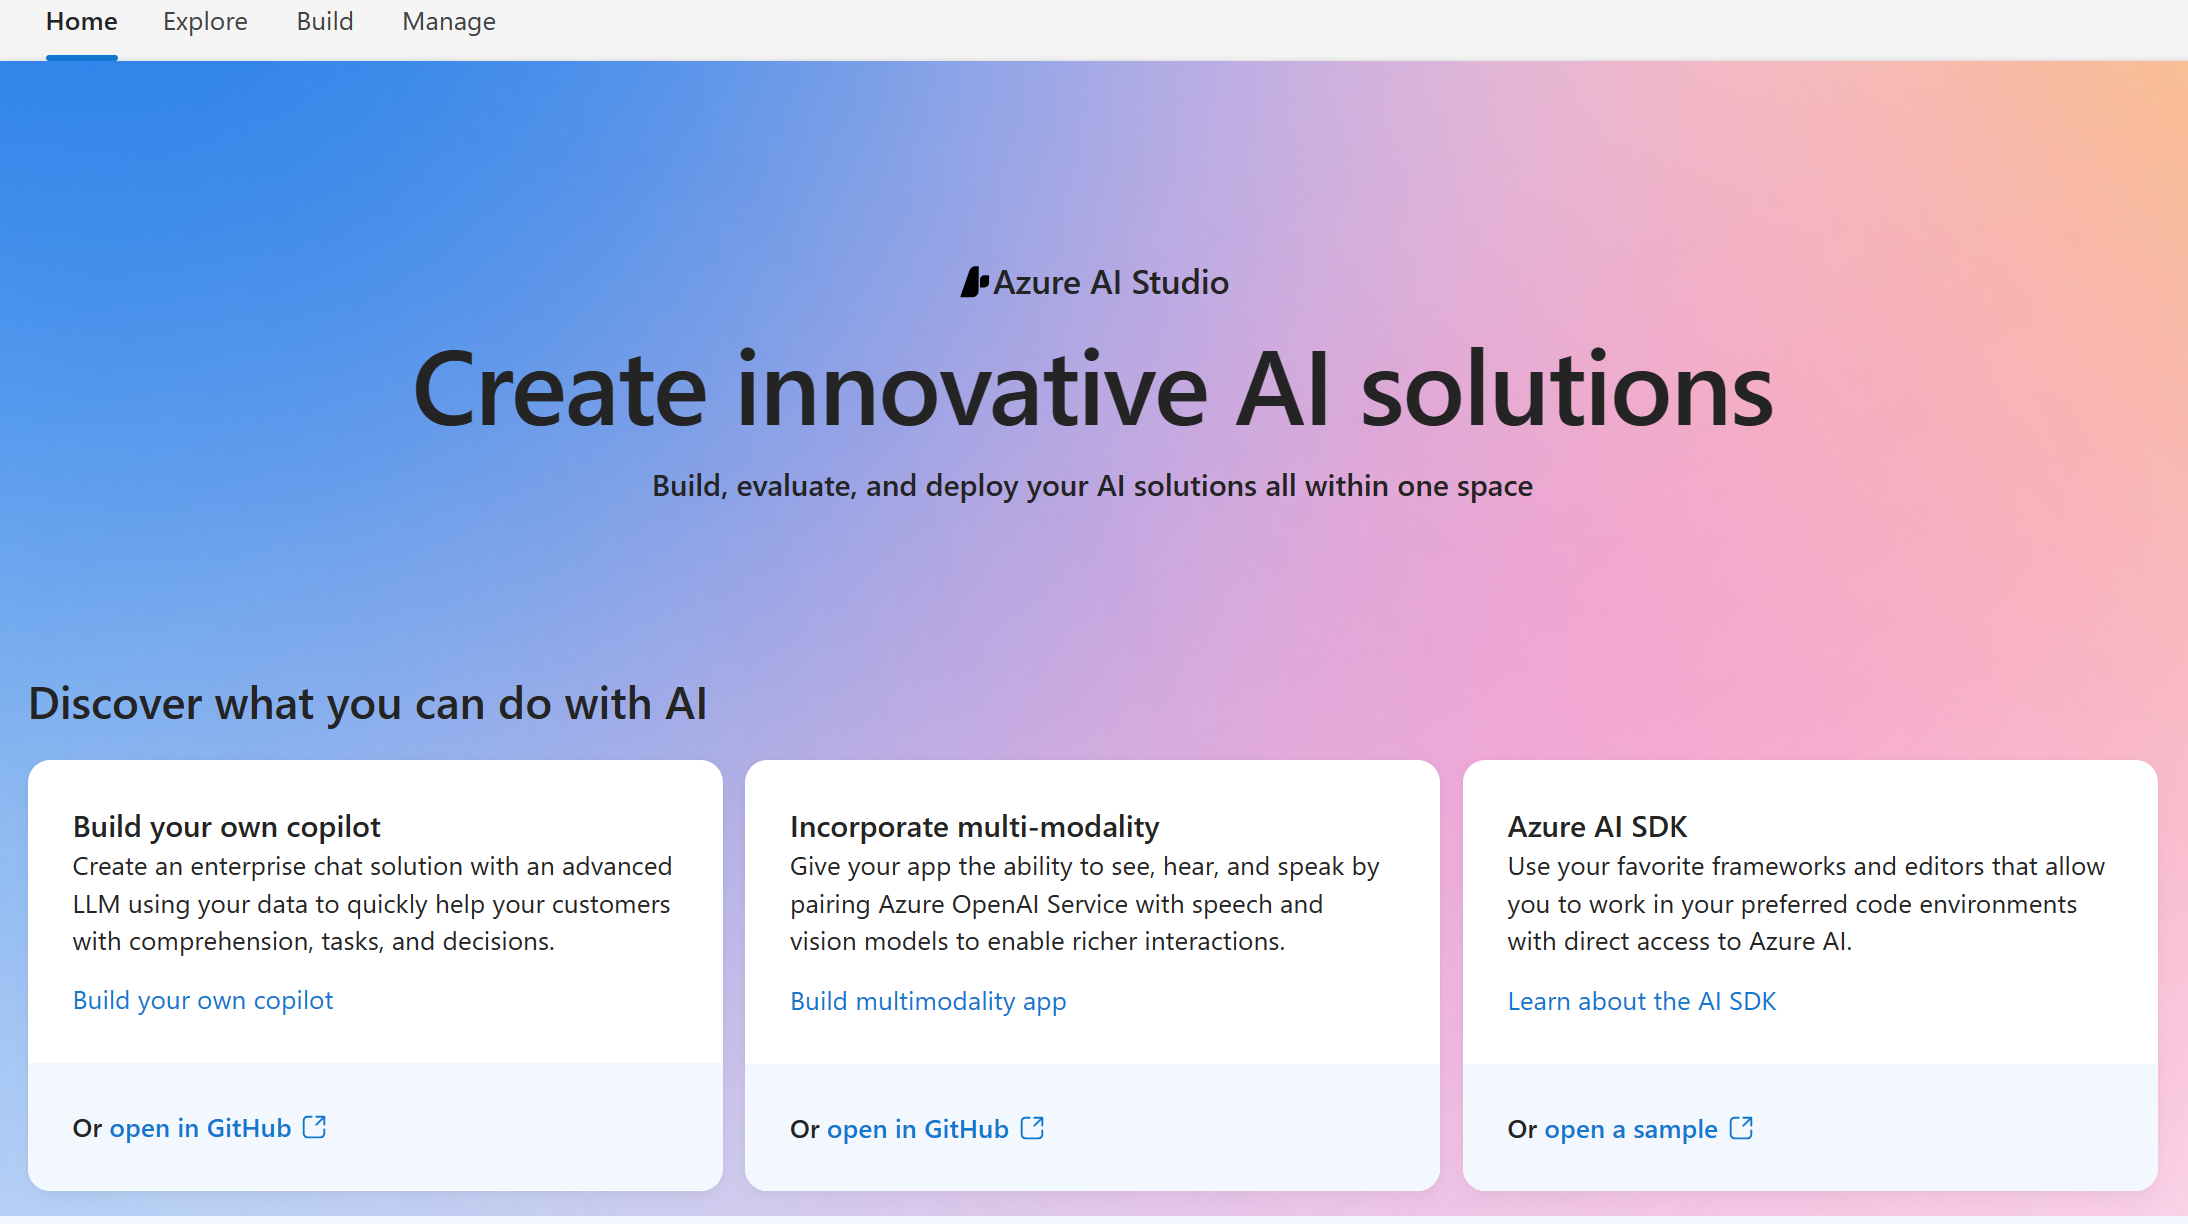 Home Explore Build Manage
Azure AI Studio
Create innovative AI solutions
Build, evaluate, and deploy your AI solutions all within one space
Discover what you can do with AI
Build your own copilot
Create an enterprise chat solution with an advanced
LLM using your data to quickly help your customers
with comprehension, tasks, and decisions.
Build your own copilot
Or open in GitHub
Incorporate multi-modality
Give your app the ability to see, hear, and speak by
pairing Azure OpenAI Service with speech and
vision models to enable richer interactions.
Build multimodality app
Or open in GitHub
Azure AI SDK
Use your favorite frameworks and editors that allow
you to work in your preferred code environments
with direct access to Azure AI.
Learn about the AI SDK
Or open a sample